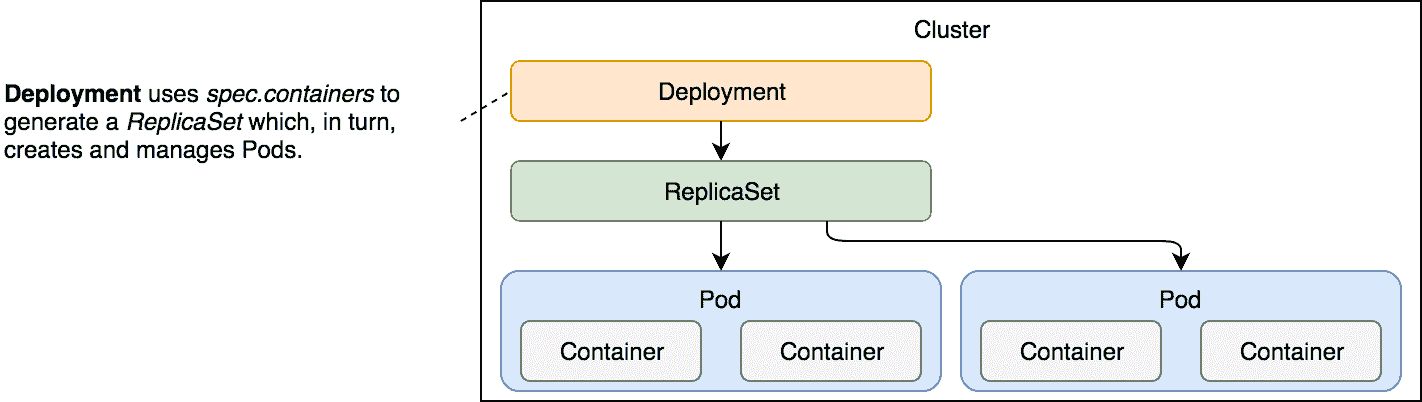 Cluster
Deployment uses spec.containers to
generate a ReplicaSet which, in turn,
creates and manages Pods.
Deployment
ReplicaSet
Pod
Pod
Container
Container
Container
Container